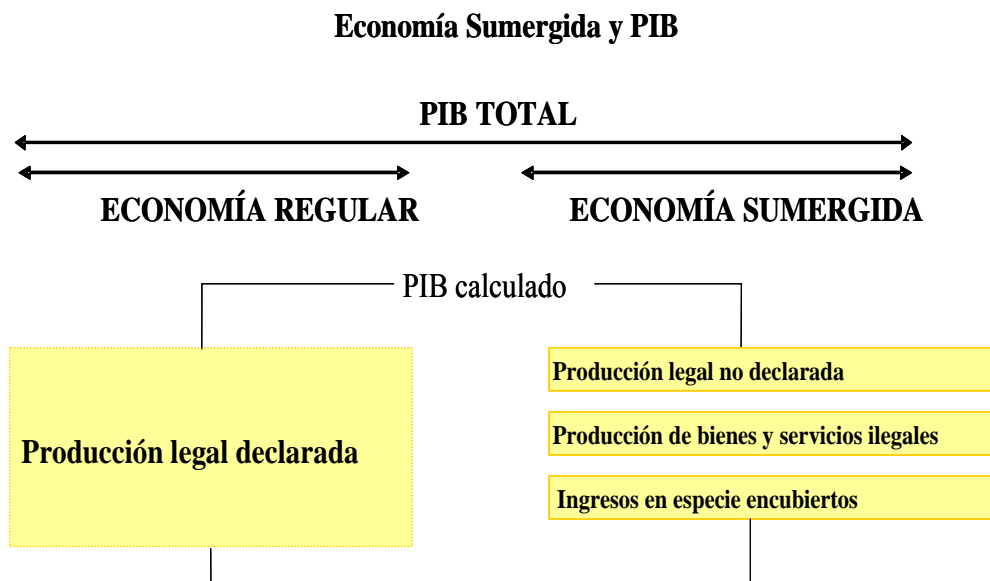 Economía Sumergida y PIB
PIB TOTAL
ECONOMÍA REGULAR
ECONOMÍA SUMERGIDA
PIB calculado
Producción legal declarada
Producción legal no declarada
Producción de bienes y servicios ilegales
Ingresos en especie encubiertos